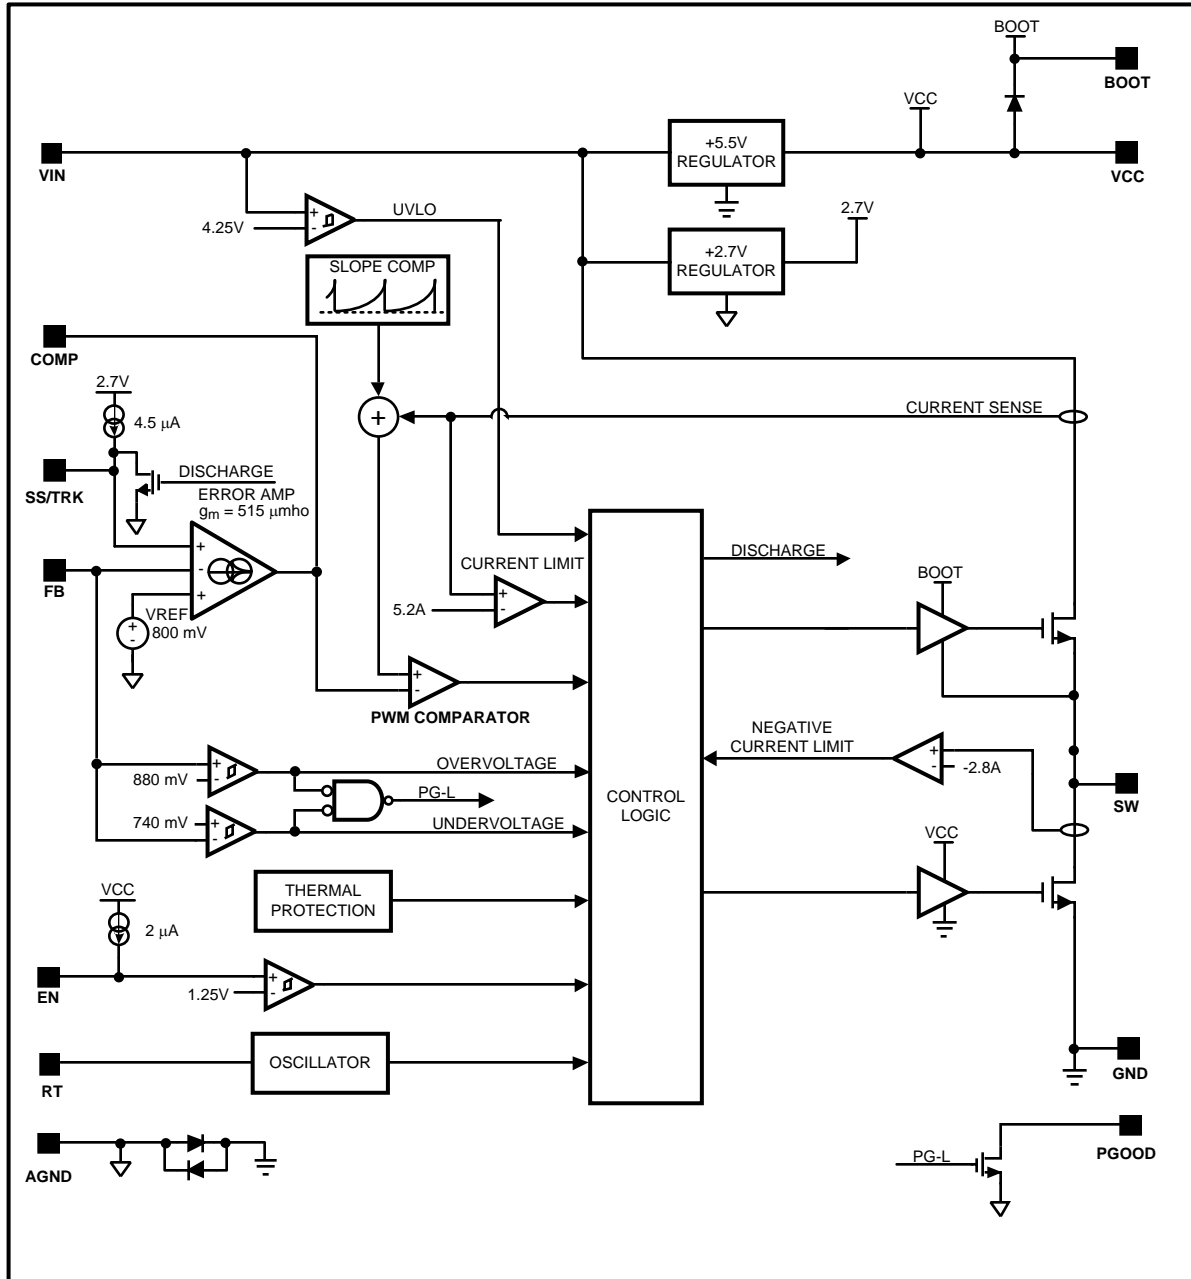 BOOT
BOOT
VCC
+5.5V
REGULATOR
VIN
VCC
UVLO
+
-
4.25V
2.7V
+2.7V
REGULATOR
SLOPE COMP
COMP
2.7V
4.5 µA
+
CURRENT SENSE
SS/TRK
DISCHARGE
ERROR AMP
gm = 515 µmho
+
-
+
FB
VREF
800 mV
+
-
CURRENT LIMIT
+
-
5.2A
DISCHARGE
BOOT
+
-
PWM COMPARATOR
NEGATIVE
CURRENT LIMIT
+
-
-2.8A
SW
+
-
880 mV
OVERVOLTAGE
PG-L
CONTROL
LOGIC
740 mV
+
-
UNDERVOLTAGE
VCC
THERMAL
PROTECTION
VCC
2 µA
EN
+
-
1.25V
RT
OSCILLATOR
GND
AGND
PG-L
PGOOD